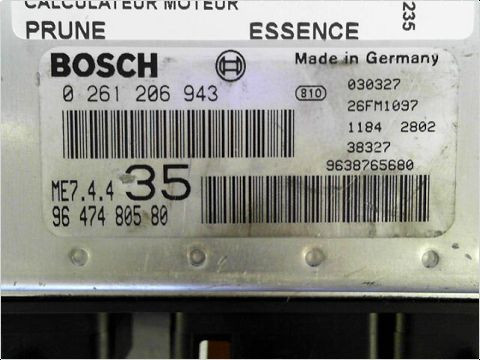 CALCULATEUR MOTEUR
PRUNE ESSENCE
235
BOSCH Made in Germany
0 261 206 943 810 030327
26FM1097
1184 2802
38327
9638765680
ME7.4.4 35
96 474 805 80